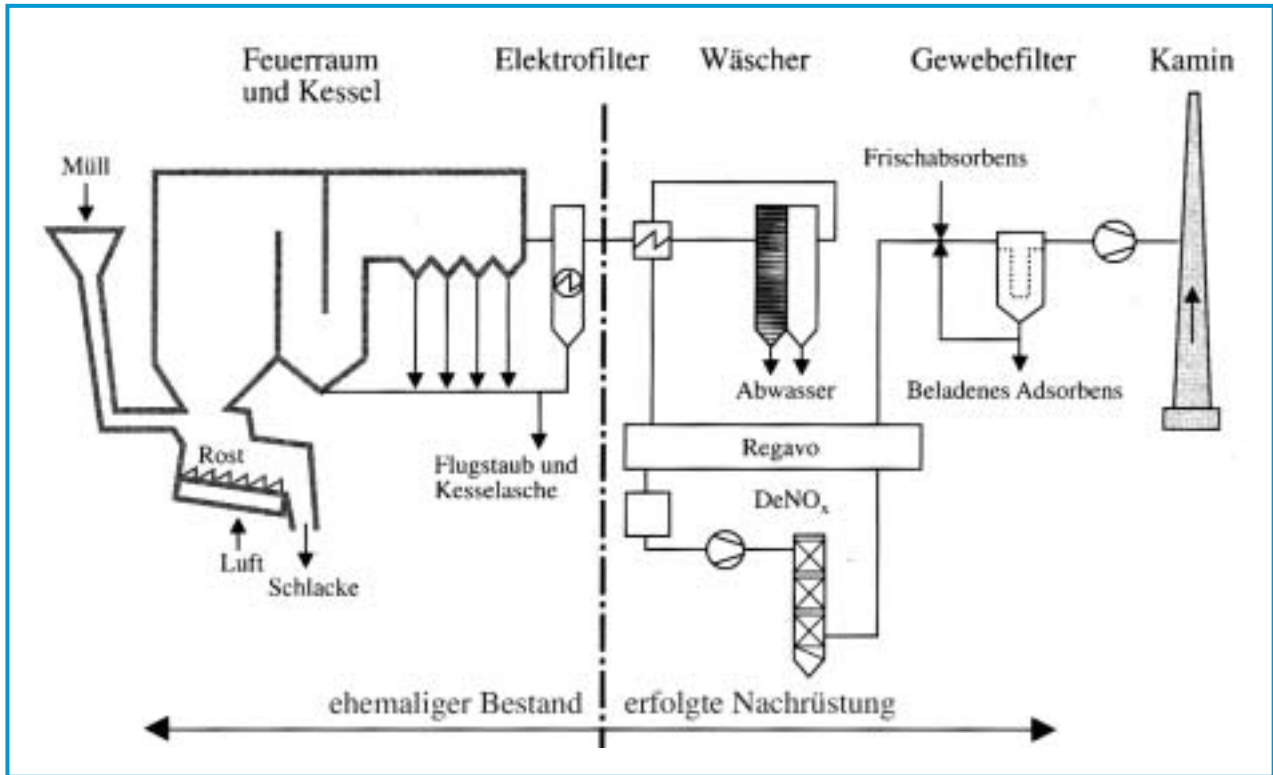 Feuerraum
und Kessel
Elektrofilter
Wäscher
Gewebefilter
Kamin
Müll
Frischabsorbens
Abwasser
Beladenes Adsorbens
Regavo
Rost
Flugstaub und
Kesselasche
DeNOx
Luft
Schlacke
ehemaliger Bestand
erfolgte Nachrüstung